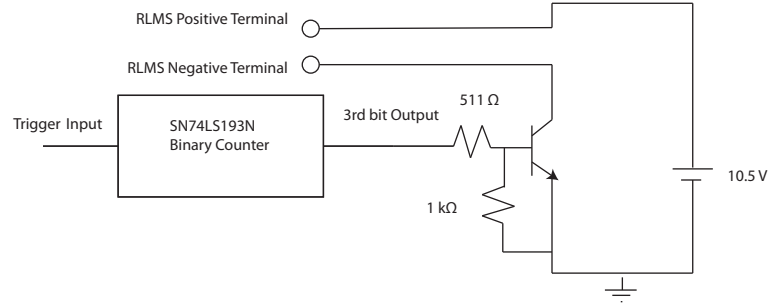 RLMS Positive Terminal
RLMS Negative Terminal
Trigger Input
SN74LS193N
Binary Counter
3rd bit Output
511 Ω
1 kΩ
10.5 V